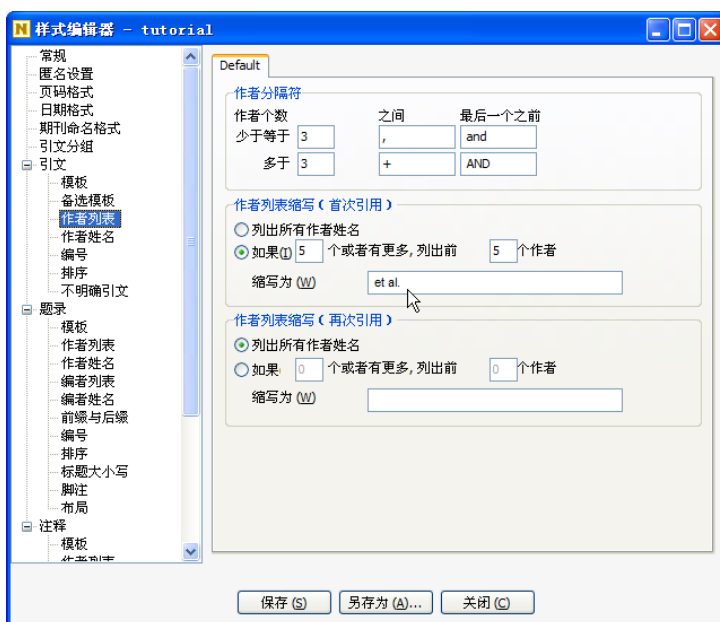 样式编辑器 - tutorial
常规
匿名设置
页码格式
日期格式
期刊命名格式
引文分组
引文
模板
备选模板
作者列表
作者姓名
编号
排序
不明确引文
题录
模板
作者列表
作者姓名
编者列表
编者姓名
前缀与后缀
编号
排序
标题大小写
脚注
布局
注释
模板
作者列表
Default
作者分隔符
作者个数 之间 最后一个之前
少于等于 3 , and
多于 3 + AND
作者列表缩写(首次引用)
列出所有作者姓名
如果(I) 5 个或者有更多, 列出前 5 个作者
缩写为 (W) et al.
作者列表缩写(再次引用)
列出所有作者姓名
如果 0 个或者有更多, 列出前 0 个作者
缩写为 (W)
保存 (S) 另存为 (A)... 关闭 (C)